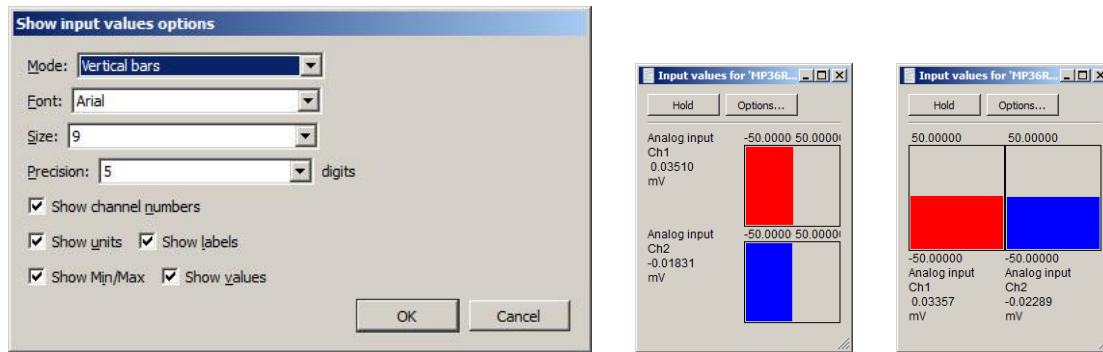 Show input values options
Mode: Vertical bars
Font: Arial
Size: 9
Precision: 5 digits
Show channel numbers
Show units Show labels
Show Min/Max Show values
OK Cancel
Input values for 'MP36R...
Hold Options...
Analog input -50.0000 50.0000
Ch1
0.03510
mV
Analog input -50.0000 50.0000
Ch2
-0.01831
mV
Input values for 'MP36R...
Hold Options...
50.00000 50.00000
-50.00000 -50.00000
Analog input Analog input
Ch1 Ch2
0.03357 -0.02289
mV mV